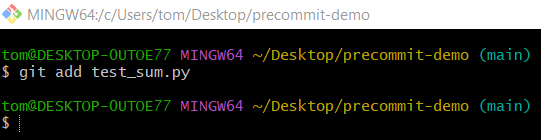 MINGW64:/c/Users/tom/Desktop/precommit-demo
tom@DESKTOP-OUTOE77 MINGW64 ~/Desktop/precommit-demo (main)
$ git add test_sum.py
tom@DESKTOP-OUTOE77 MINGW64 ~/Desktop/precommit-demo (main)
$